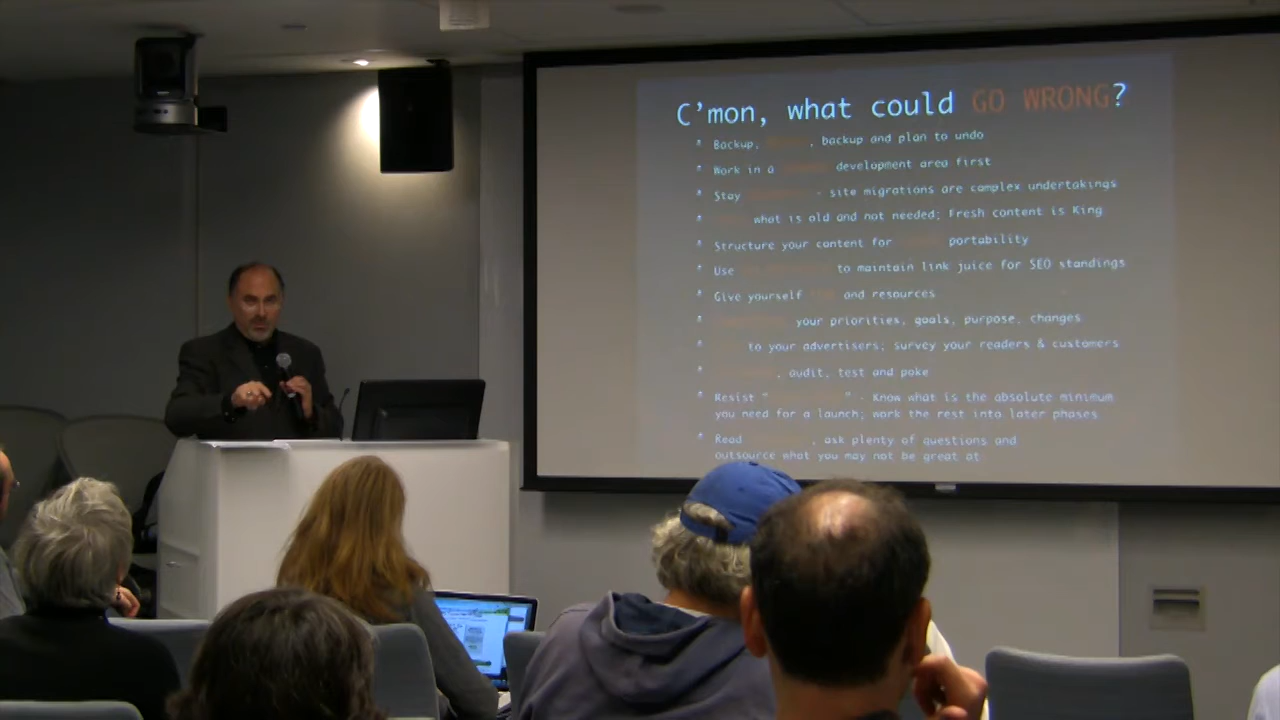 C'mon, what could GO WRONG?
* Backup, , backup and plan to undo
* Work in a development area first
* Stay - site migrations are complex undertakings
* what is old and not needed; Fresh content is King
* Structure your content for portability
* Use to maintain link juice for SEO standings
* Give yourself and resources
* your priorities, goals, purpose, changes
* to your advertisers; survey your readers & customers
* , audit, test and poke
* Resist " " - Know what is the absolute minimum
you need for a launch; work the rest into later phases
* Read , ask plenty of questions and
outsource what you may not be great at